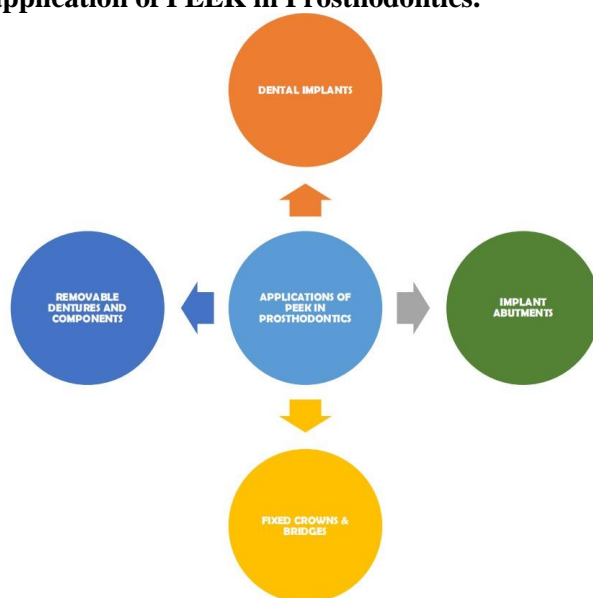 application of PEEK in Prosthodontics:
DENTAL IMPLANTS
REMOVABLE
DENTURES AND
COMPONENTS
APPLICATIONS OF
PEEK IN
PROSTHODONTICS
IMPLANT
ABUTMENTS
FIXED CROWNS &
BRIDGES